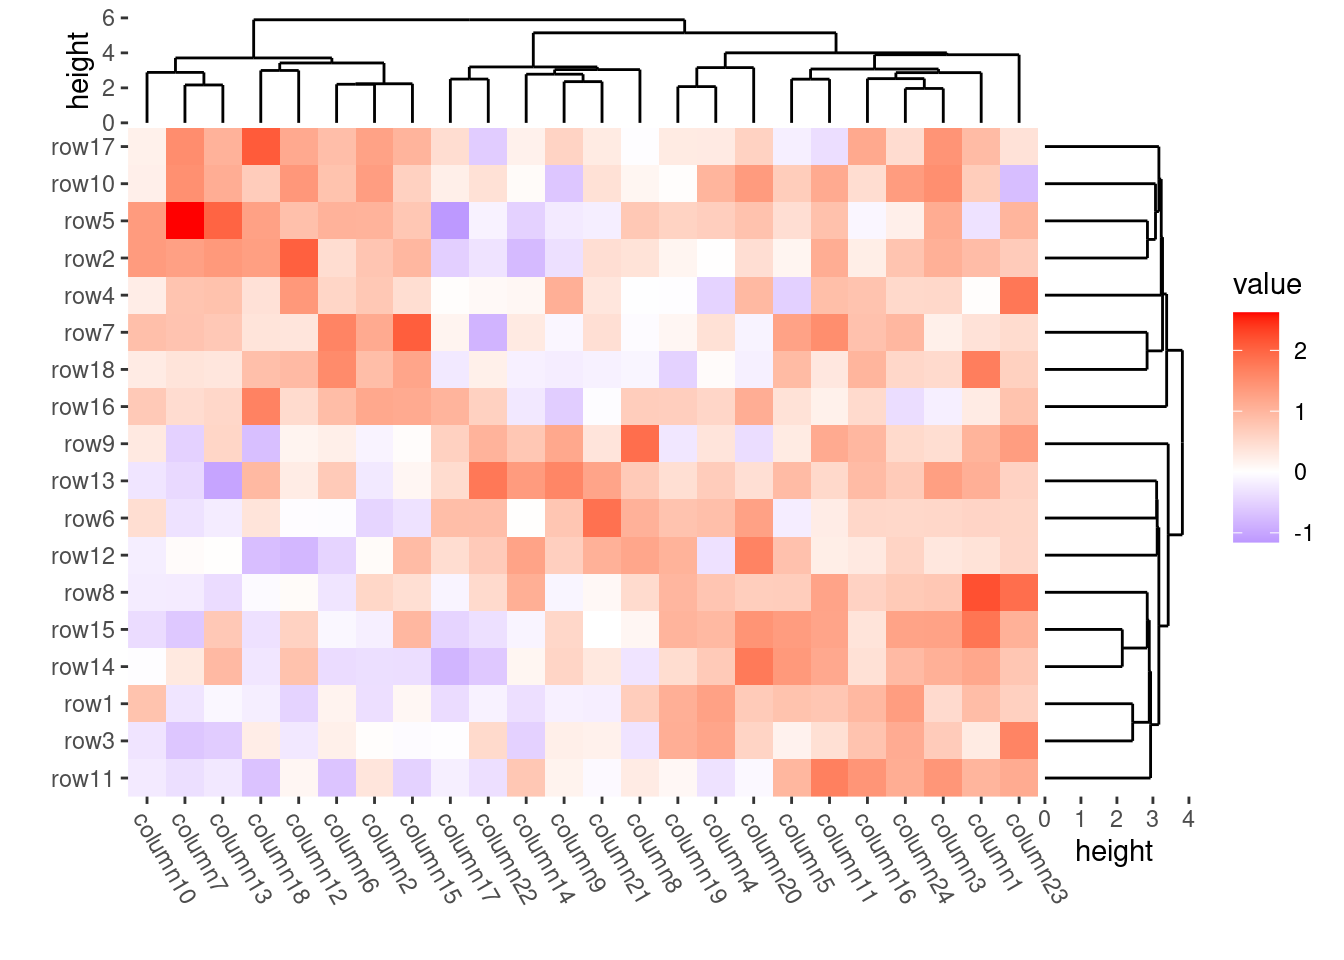 height
6
4
2
0
row17
row10
row5
row2
row4
row7
row18
row16
row9
row13
row6
row12
row8
row15
row14
row1
row3
row11
column10
column7
column13
column18
column12
column6
column2
column15
column17
column22
column14
column9
column21
column8
column19
column4
column20
column5
column11
column16
column24
column3
column1
column23
0 1 2 3 4
height
value
2
1
0
-1